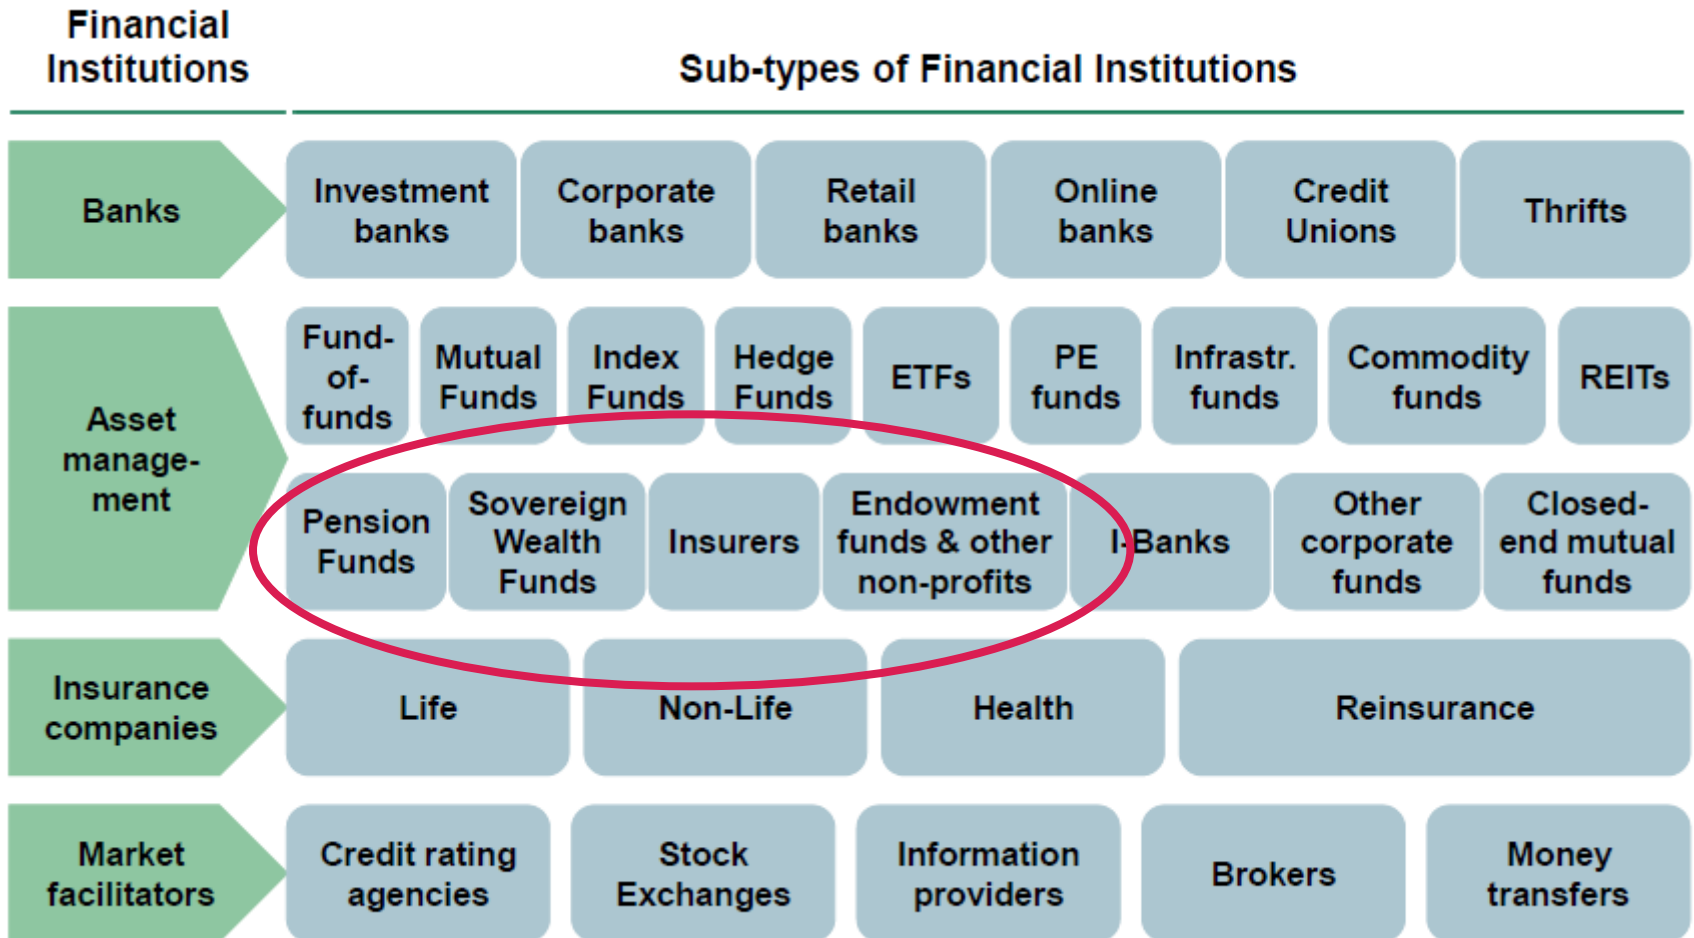 Financial
Institutions
Sub-types of Financial Institutions
Banks
Investment
banks
Corporate
banks
Retail
banks
Online
banks
Credit
Unions
Thrifts
Asset
manage-
ment
Fund-
of-
funds
Mutual
Funds
Index
Funds
Hedge
Funds
ETFs
PE
funds
Infrastr.
funds
Commodity
funds
REITs
Pension
Funds
Sovereign
Wealth
Funds
Insurers
Endowment
funds & other
non-profits
I-Banks
Other
corporate
funds
Closed-
end mutual
funds
Insurance
companies
Life
Non-Life
Health
Reinsurance
Market
facilitators
Credit rating
agencies
Stock
Exchanges
Information
providers
Brokers
Money
transfers